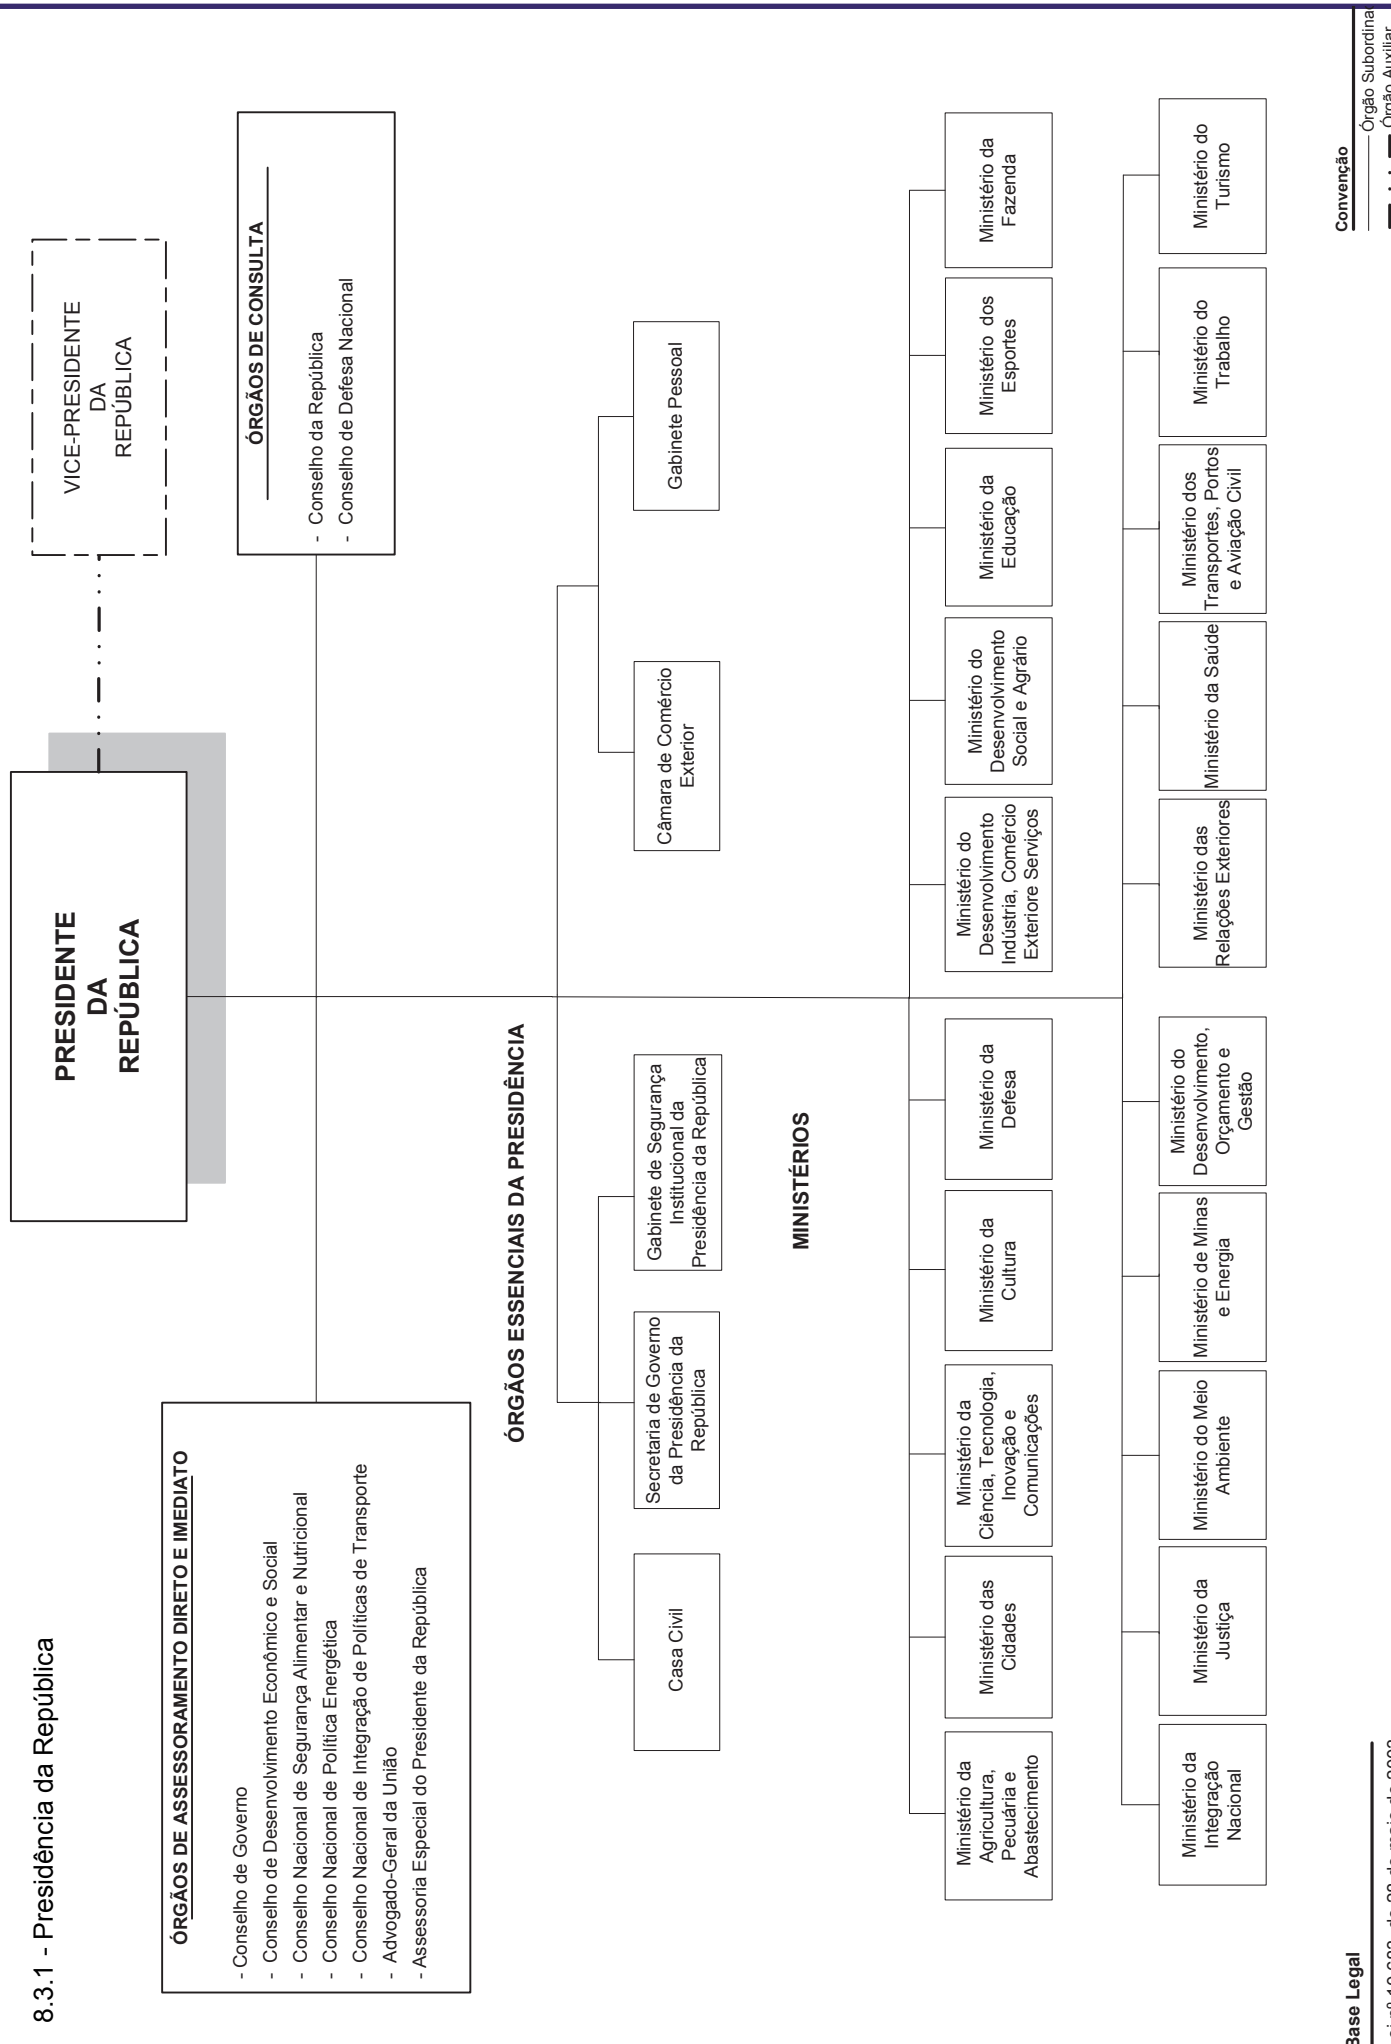 8.3.1 - Presidência da República
PRESIDENTE
DA
REPÚBLICA
VICE-PRESIDENTE
DA
REPÚBLICA
ÓRGÃOS DE ASSESSORAMENTO DIRETO E IMEDIATO
- Conselho de Governo
- Conselho de Desenvolvimento Econômico e Social
- Conselho Nacional de Segurança Alimentar e Nutricional
- Conselho Nacional de Política Energética
- Conselho Nacional de Integração de Políticas de Transporte
- Advogado-Geral da União
- Assessoria Especial do Presidente da República
ÓRGÃOS DE CONSULTA
- Conselho da República
- Conselho de Defesa Nacional
ÓRGÃOS ESSENCIAIS DA PRESIDÊNCIA
Casa Civil
Secretaria de Governo
da Presidência da
República
Gabinete de Segurança
Institucional da
Presidência da República
Câmara de Comércio
Exterior
Gabinete Pessoal
MINISTÉRIOS
Ministério da
Agricultura,
Pecuária e
Abastecimento
Ministério das
Cidades
Ministério da
Ciência, Tecnologia,
Inovação e
Comunicações
Ministério da
Cultura
Ministério da
Defesa
Ministério do
Desenvolvimento
Indústria, Comércio
Exteriore Serviços
Ministério do
Desenvolvimento
Social e Agrário
Ministério da
Educação
Ministério dos
Esportes
Ministério da
Fazenda
Ministério da
Integração
Nacional
Ministério da
Justiça
Ministério do Meio
Ambiente
Ministério de Minas
e Energia
Ministério do
Desenvolvimento,
Orçamento e
Gestão
Ministério das
Relações Exteriores
Ministério da Saúde
Ministério dos
Transportes, Portos
e Aviação Civil
Ministério do
Trabalho
Ministério do
Turismo
Base Legal
de maio de 2003
Convenção
Órgão
Órgão Auxiliar